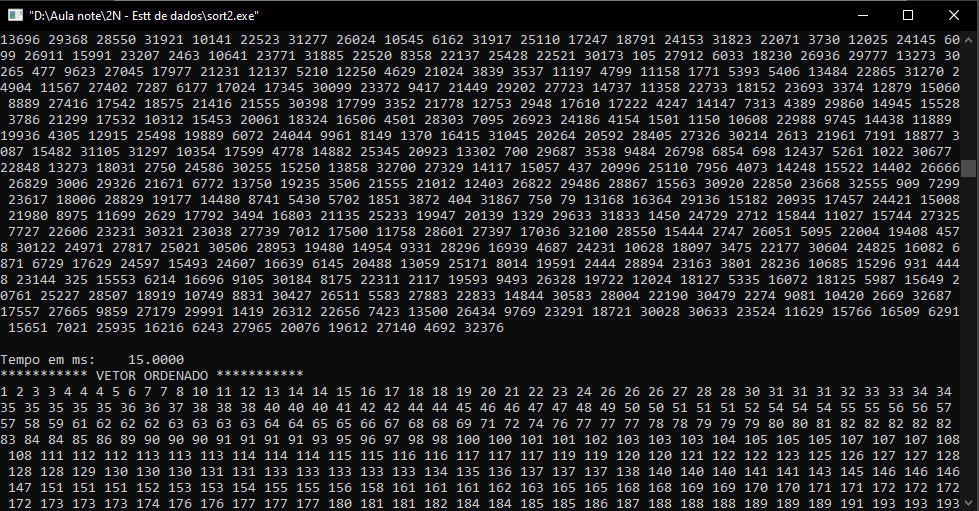 "D:\Aula note\2N - Estt de dados\sort2.exe"
13696 29368 28550 31921 10141 22523 31277 26024 10545 6162 31917 25110 17247 18791 24153 31823 22071 3730 12025 24145 60
99 26911 15991 23207 2463 10641 23771 31885 22520 8358 22137 25428 22521 30173 105 27912 6033 18230 26936 29777 13273 30
265 477 9623 27045 17977 21231 12137 5210 12250 4629 21024 3839 3537 11197 4799 11158 1771 5393 5406 13484 22865 31270 2
4904 11567 27402 7287 6177 17024 17345 30099 23372 9417 21449 29202 27723 14737 11358 22733 18152 23693 3374 12879 15060
8889 27416 17542 18575 21416 21555 30398 17799 3352 21778 12753 2948 17610 17222 4247 14147 7313 4389 29860 14945 15528
3786 21299 17532 10312 15453 20061 18324 16506 4501 28303 7095 26923 24186 4154 1501 1150 10608 22988 9745 14438 11889
19936 4305 12915 25498 19889 6072 24044 9961 8149 1370 16415 31045 20264 20592 28405 27326 30214 2613 21961 7191 18877 3
087 15482 31105 31297 10354 17599 4778 14882 25345 20923 13302 700 29687 3538 9484 26798 6854 698 12437 5261 1022 30677
22848 13273 18031 2750 24586 30255 15250 13858 32700 27329 14117 15057 437 20996 25110 7956 4073 14248 15522 14402 26666
26829 3006 29326 21671 6772 13750 19235 3506 21555 21012 12403 26822 29486 28867 15563 30920 22850 23668 32555 909 7299
23617 18006 28829 19177 14480 8741 5430 5702 1851 3872 404 31867 750 79 13168 16364 29136 15182 20935 17457 24421 15008
21980 8975 11699 2629 17792 3494 16803 21135 25233 19947 20139 1329 29633 31833 1450 24729 2712 15844 11027 15744 27325
7727 22606 23231 30321 23038 27739 7012 17500 11758 28601 27397 17036 32100 28550 15444 2747 26051 5095 22004 19408 457
8 30122 24971 27817 25021 30506 28953 19480 14954 9331 28296 16939 4687 24231 10628 18097 3475 22177 30604 24825 16082 6
871 6729 17629 24597 15493 24607 16639 6145 20488 13059 25171 8014 19591 2444 28894 23163 3801 28236 10685 15296 931 444
8 23144 325 15553 6214 16696 9105 30184 8175 22311 2117 19593 9493 26328 19722 12024 18127 5335 16072 18125 5987 15649 2
0761 25227 28507 18919 10749 8831 30427 26511 5583 27883 22833 14844 30583 28004 22190 30479 2274 9081 10420 2669 32687
17557 27665 9859 27179 29991 1419 26312 22656 7423 13500 26434 9769 23291 18721 30028 30633 23524 11629 15766 16509 6291
15651 7021 25935 16216 6243 27965 20076 19612 27140 4692 32376
Tempo em ms: 15.0000
*********** VETOR ORDENADO ***********
1 2 3 3 4 4 4 5 6 7 7 8 10 11 12 13 14 14 15 16 17 18 18 19 20 21 22 23 24 26 26 26 27 28 28 30 31 31 31 32 33 33 34 34
35 35 35 35 35 36 36 37 38 38 38 40 40 40 41 42 42 44 44 45 46 46 47 47 48 49 50 50 51 51 51 52 54 54 54 55 55 56 56 57
57 58 59 61 62 62 62 63 63 63 63 64 64 65 65 66 67 68 68 69 71 72 74 76 77 77 77 78 78 79 79 79 80 80 81 82 82 82 82 82
83 84 84 85 86 89 90 90 90 91 91 91 91 93 95 96 97 98 98 100 100 101 101 102 103 103 103 104 105 105 105 107 107 107 108
108 111 112 112 113 113 113 114 114 114 115 115 116 116 117 117 117 119 119 120 120 121 122 122 123 125 126 127 127 128
128 128 129 130 130 130 131 131 133 133 133 133 133 133 134 135 136 137 137 137 138 140 140 140 141 141 143 145 146 146 146
147 151 151 151 152 153 153 154 155 155 156 158 161 161 161 162 163 165 165 168 168 169 169 170 170 171 171 172 172 172
172 173 173 173 174 176 176 177 177 177 180 181 181 182 184 184 185 185 186 187 188 188 188 189 189 189 191 193 193 193